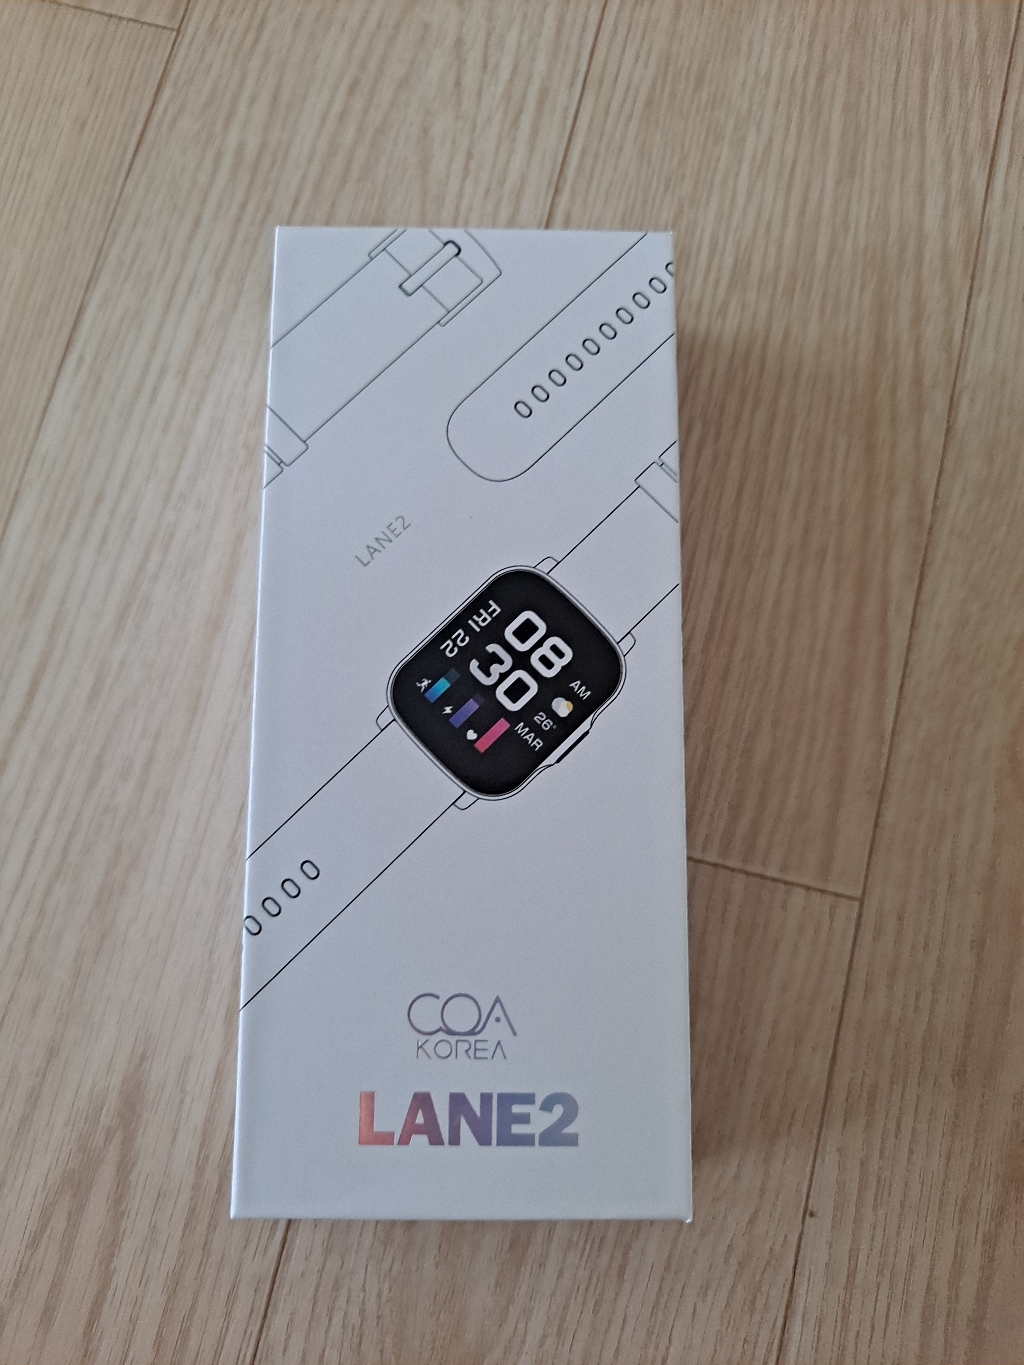 LANE2
FRI 22
08
30
AM
26°
MAR
COA
KOREA
LANE2